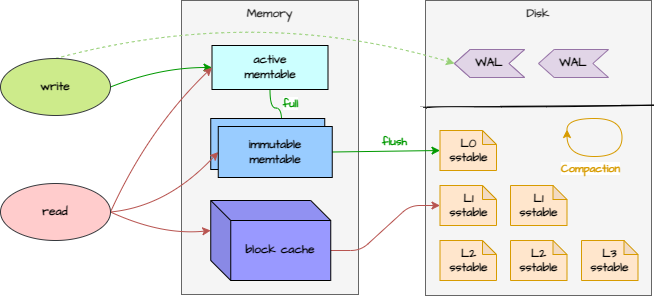 Memory
Disk
active
memtable
WAL
WAL
write
full
immutable
memtable
flush
L0
sstable
Compaction
read
L1
sstable
L1
sstable
block cache
L2
sstable
L2
sstable
L3
sstable